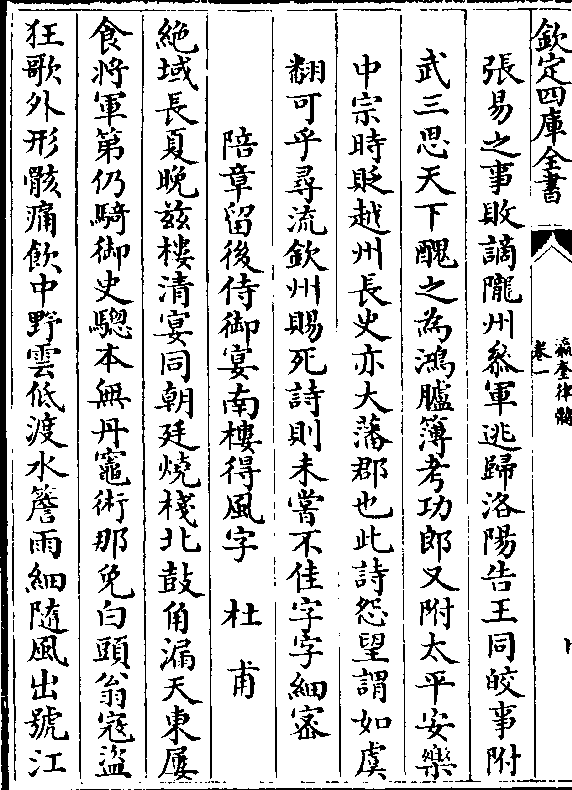 欽定四庫全書
瀛奎律髓
卷一
張易之事敗謫隴州叅軍逃歸洛陽告王同皎事附
武三思天下醜之為鴻臚簿考功郎又附太平安樂
中宗時貶越州長史亦大藩郡也此詩怨望謂如虞
翻可乎尋流欽州賜死詩則未嘗不佳字字細密
陪章留後侍御宴南樓得風字　杜甫
絶域長夏晚兹樓清宴同朝廷燒棧北鼓角漏天東屢
食將軍第仍騎御史驄本無丹竈術那免白頭翁寇盜
狂歌外形骸痛飲中野雲低渡水簷雨細隨風出號江